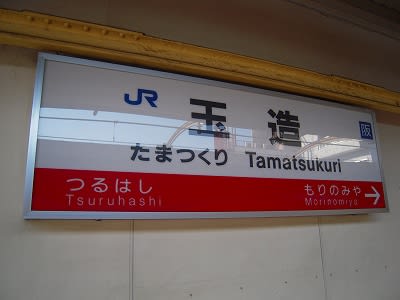 JR 玉造 阪
たまつくり Tamatsukuri
つるはし もりのみや →
Tsuruhashi Morinomiya